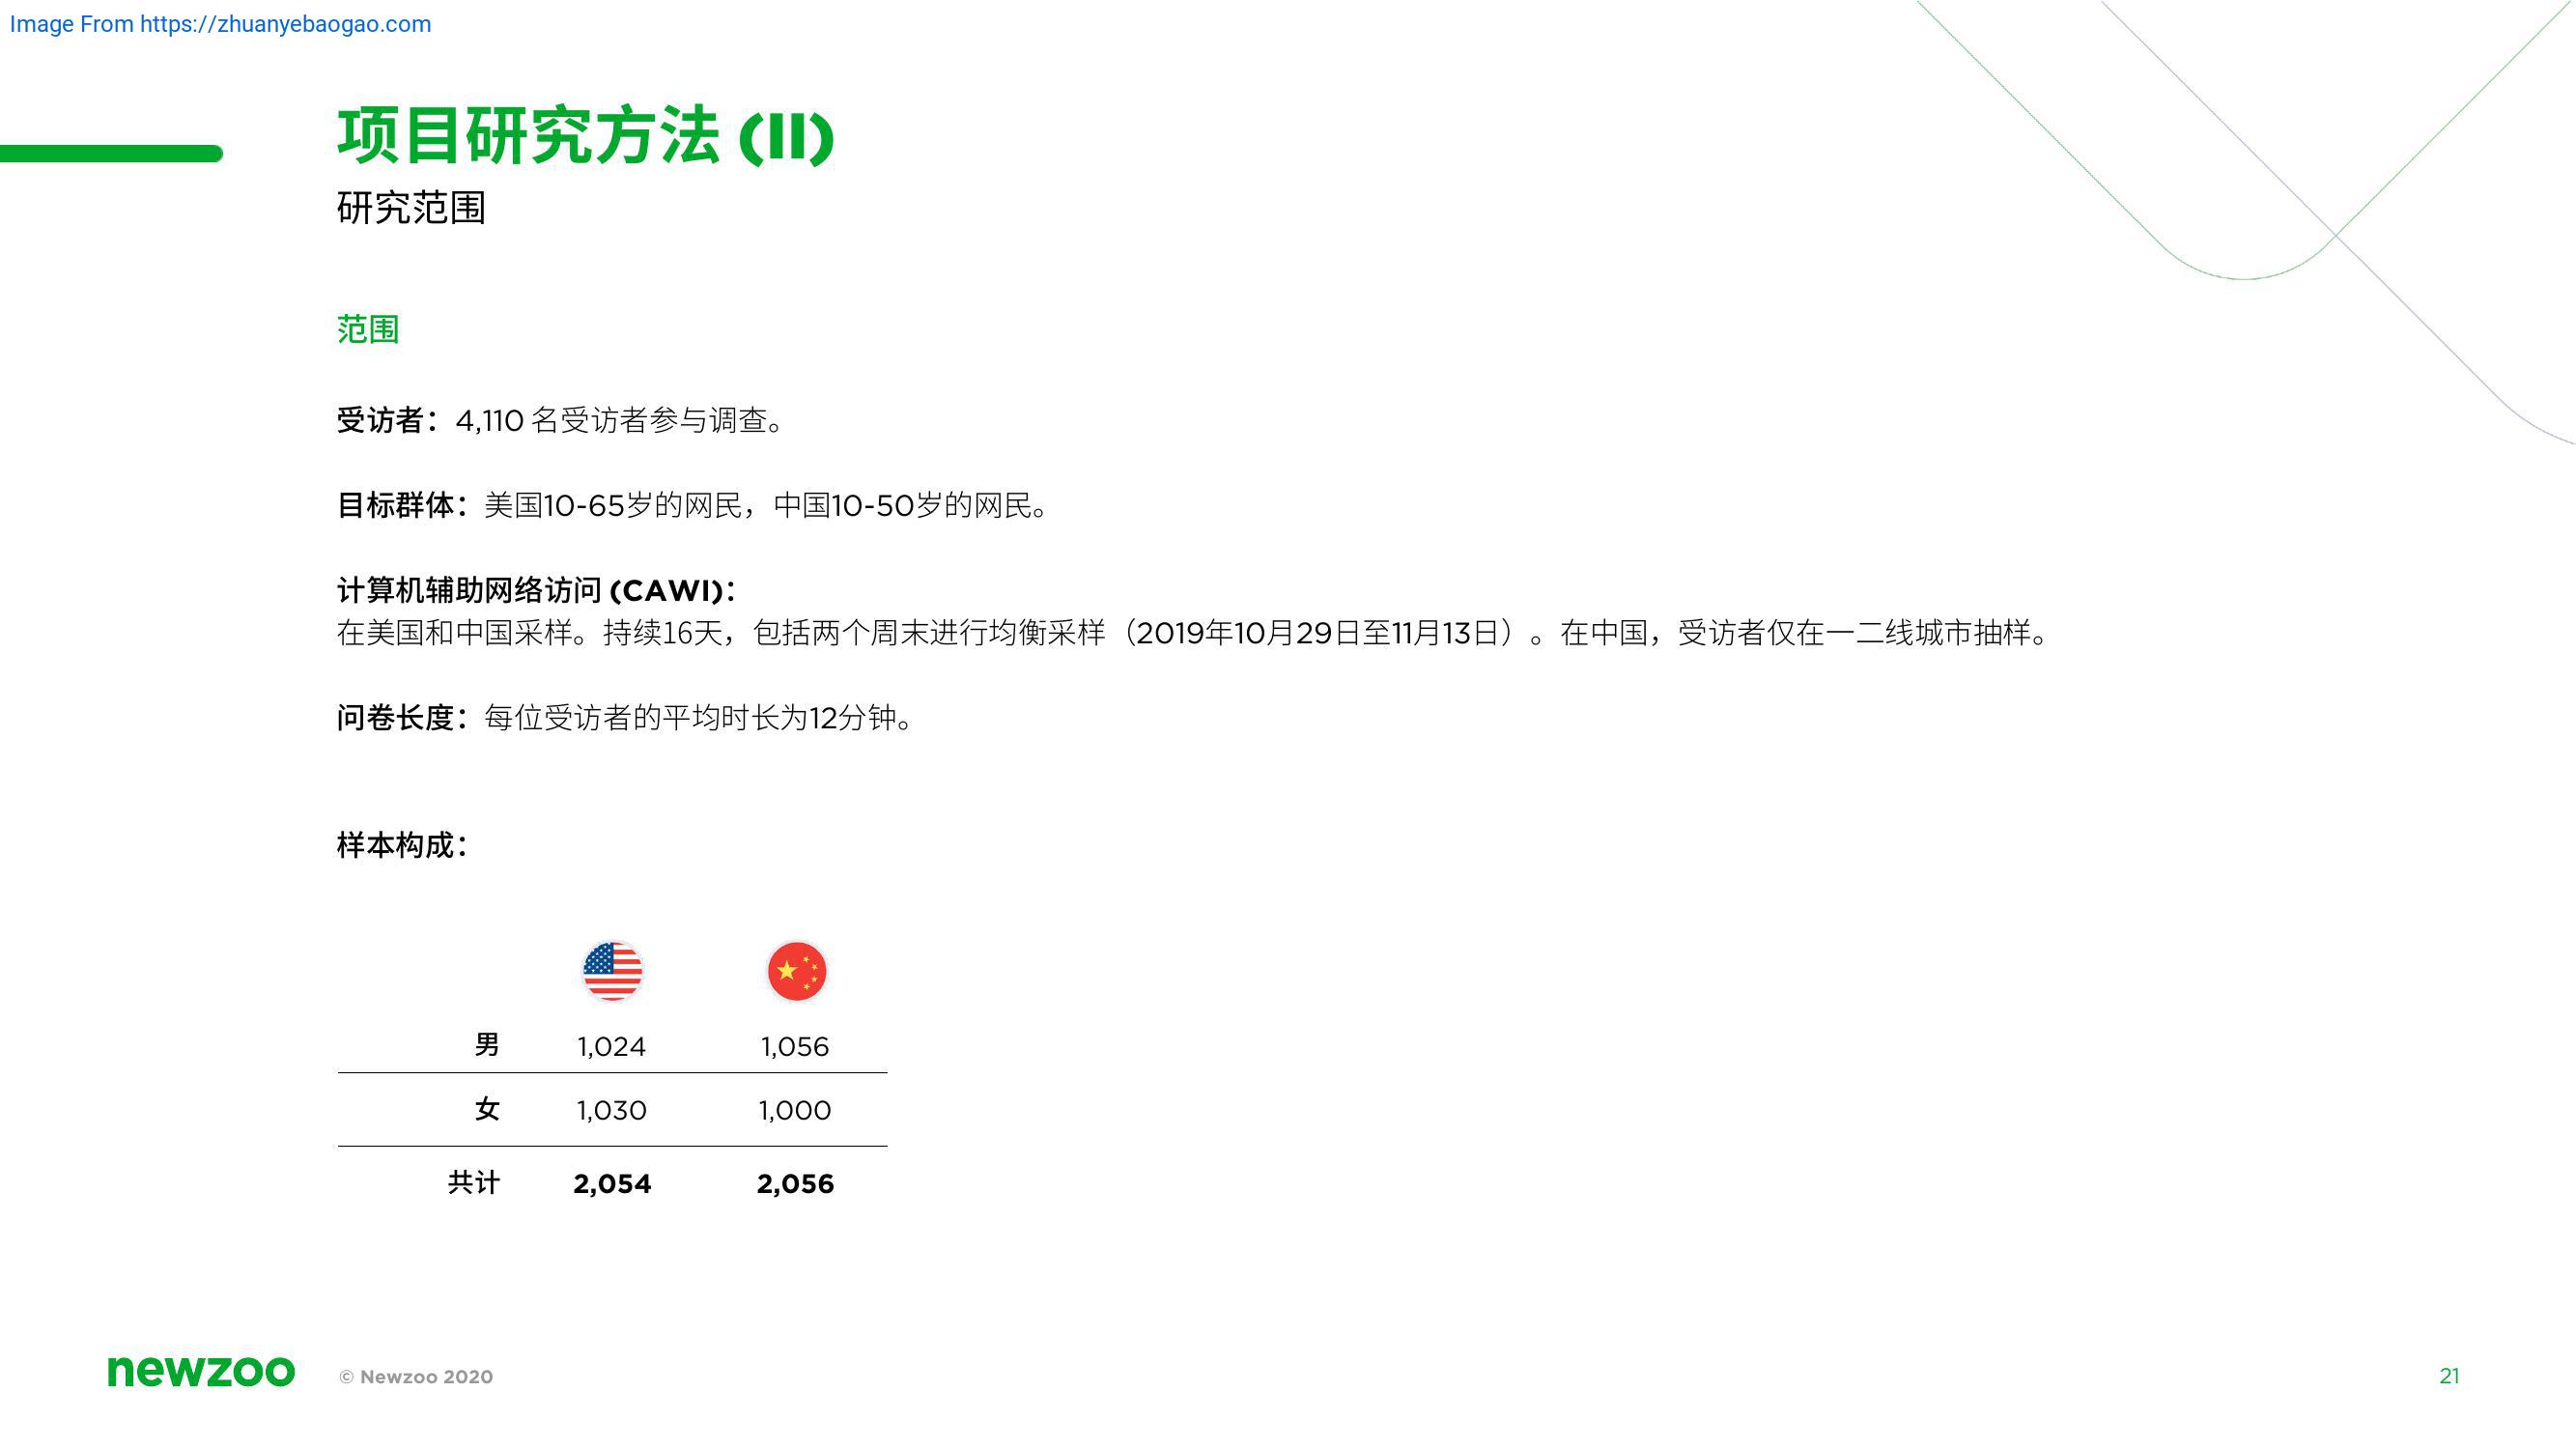 Image From https://zhuanyebaogao.com
项目研究方法 (II)
研究范围
范围
受访者：4,110 名受访者参与调查。
目标群体：美国10-65岁的网民，中国10-50岁的网民。
计算机辅助网络访问 (CAWI)：
在美国和中国采样。持续16天，包括两个周末进行均衡采样（2019年10月29日至11月13日）。在中国，受访者仅在一二线城市抽样。
问卷长度：每位受访者的平均时长为12分钟。
样本构成：
男 1,024 1,056
女 1,030 1,000
共计 2,054 2,056
newzoo © Newzoo 2020 21